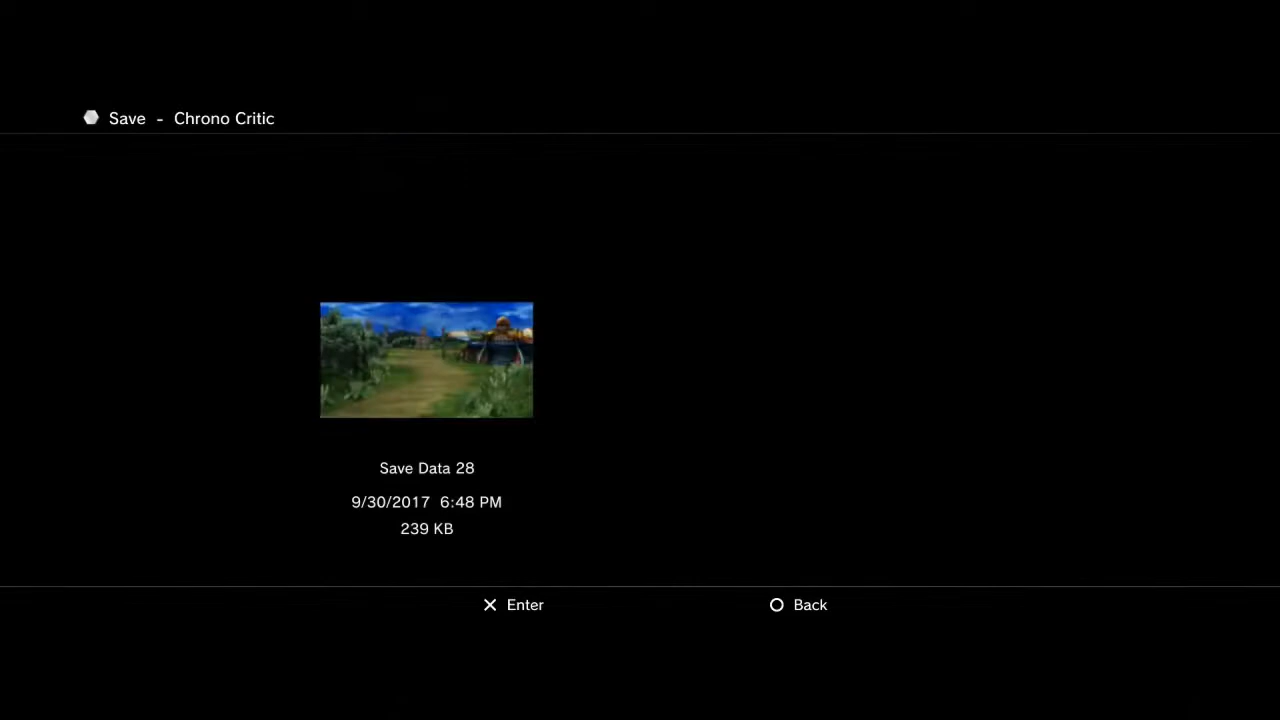 Save - Chrono Critic
Save Data 28
9/30/2017 6:48 PM
239 KB
Enter
Back